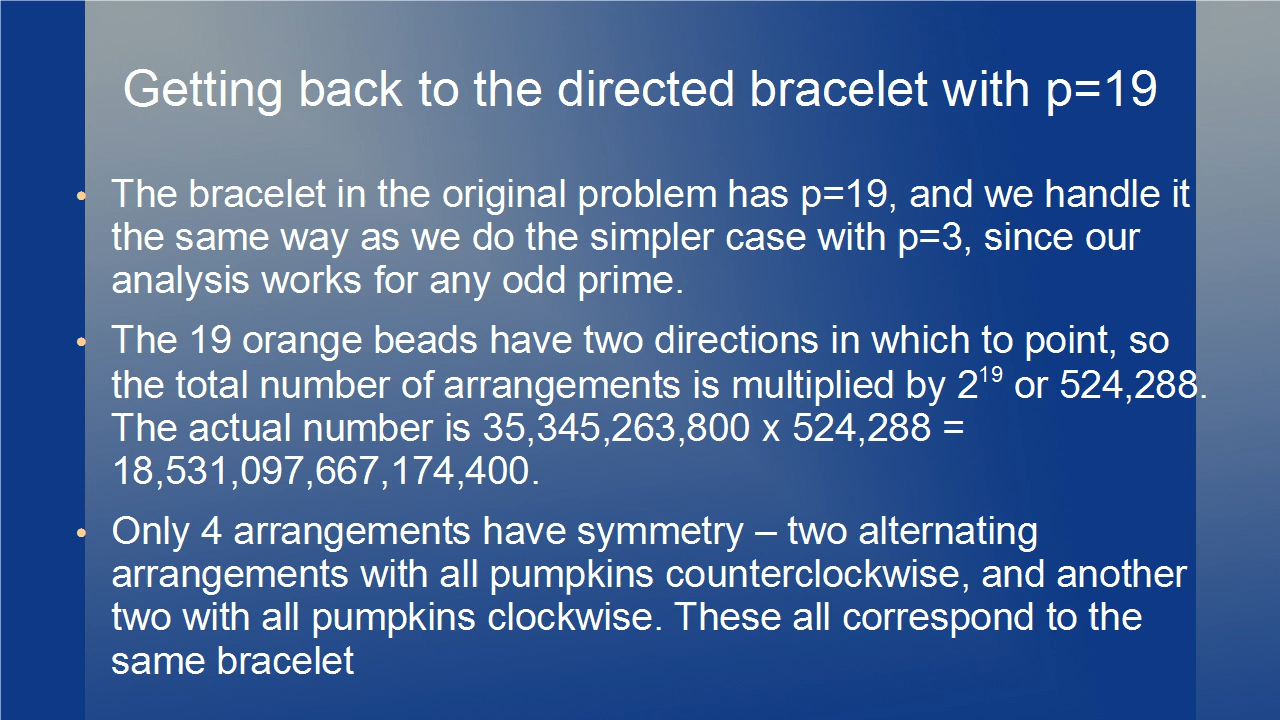 Getting back to the directed bracelet with p=19
• The bracelet in the original problem has p=19, and we handle it
the same way as we do the simpler case with p=3, since our
analysis works for any odd prime.
• The 19 orange beads have two directions in which to point, so
the total number of arrangements is multiplied by 2¹⁹ or 524,288.
The actual number is 35,345,263,800 x 524,288 =
18,531,097,667,174,400.
• Only 4 arrangements have symmetry – two alternating
arrangements with all pumpkins counterclockwise, and another
two with all pumpkins clockwise. These all correspond to the
same bracelet